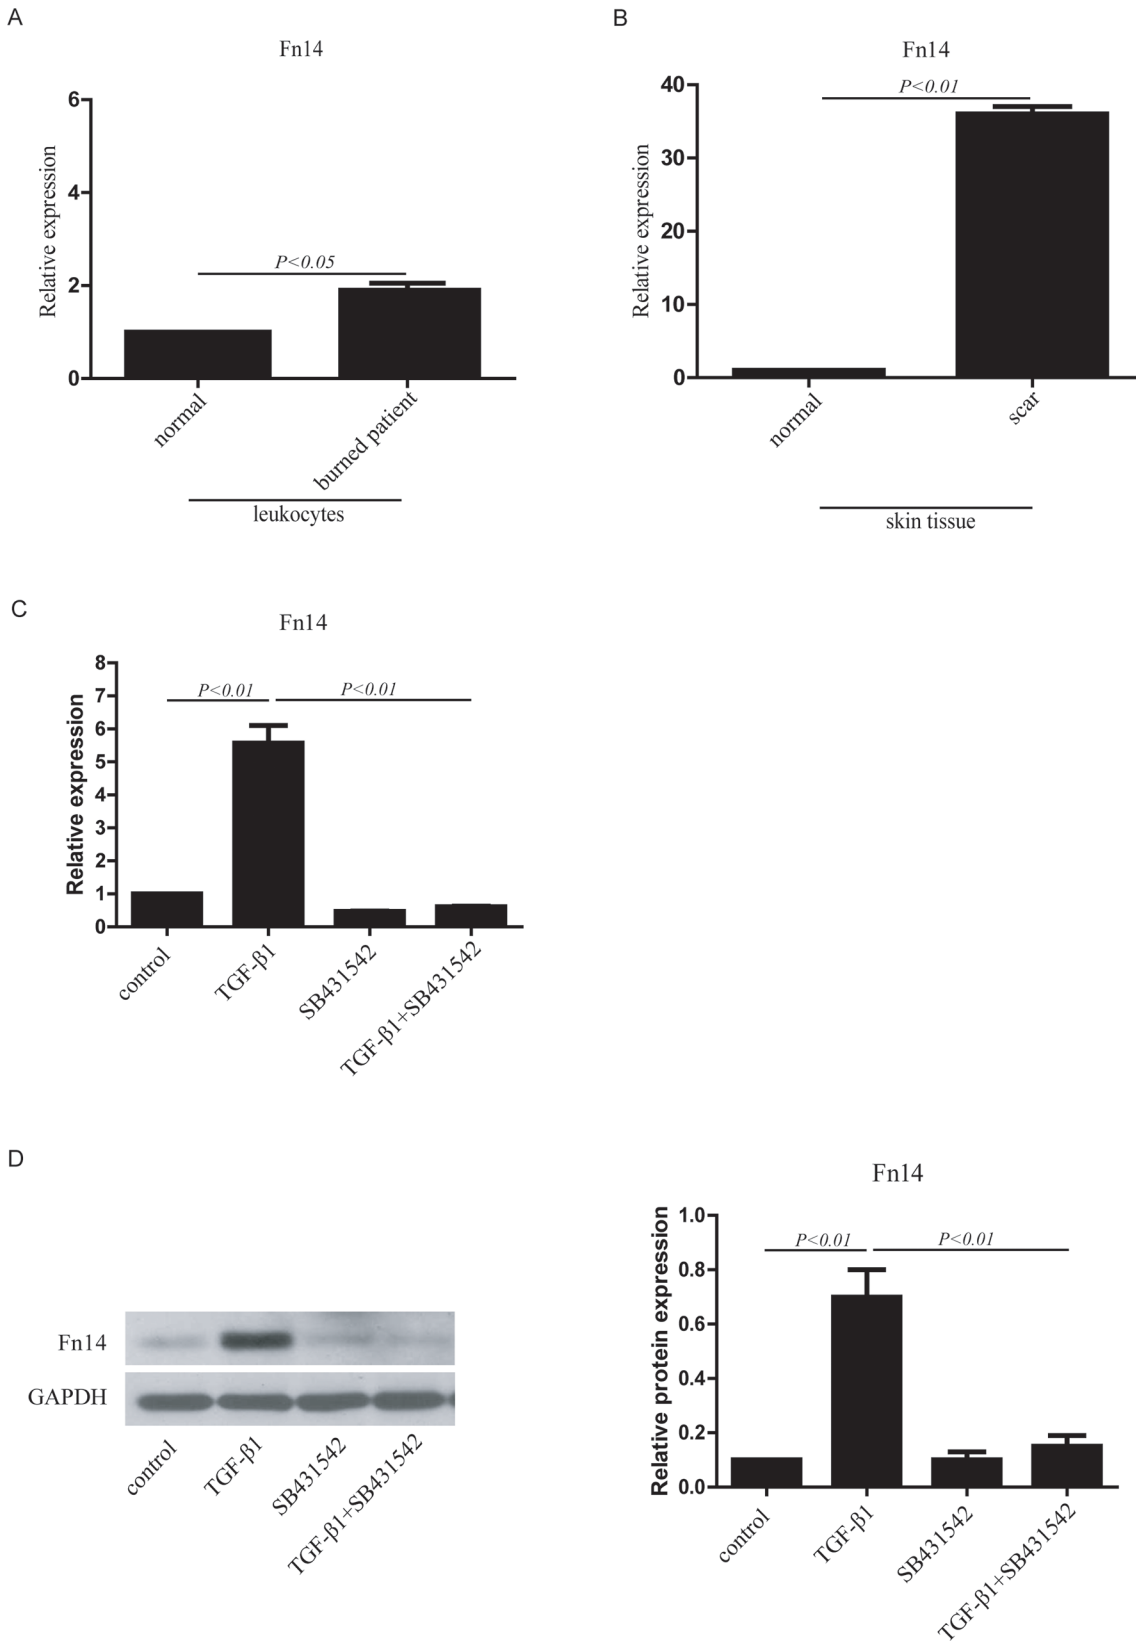 A
Fn14
Relative expression
6
4
2
0
P<0.05
normal
burned patient
leukocytes
B
Fn14
Relative expression
40
30
20
10
0
P<0.01
normal
scar
skin tissue
C
Fn14
Relative expression
8
7
6
5
4
3
2
1
0
P<0.01
P<0.01
control
TGF-β1
SB431542
TGF-β1+SB431542
D
Fn14
GAPDH
control
TGF-β1
SB431542
TGF-β1+SB431542
Fn14
Relative protein expression
1.0
0.8
0.6
0.4
0.2
0.0
P<0.01
P<0.01
control
TGF-β1
SB431542
TGF-β1+SB431542